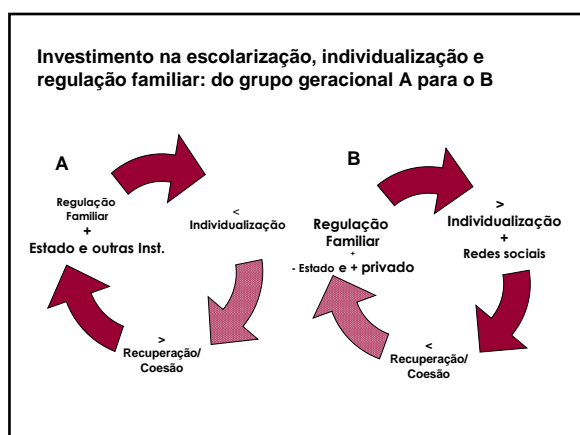 Investimento na escolarização, individualização e
regulação familiar: do grupo geracional A para o B
A
Regulação
Familiar
+
Estado e outras Inst.
<
Individualização
>
Recuperação/
Coesão
B
Regulação
Familiar
+
- Estado e + privado
>
Individualização
+
Redes sociais
<
Recuperação/
Coesão